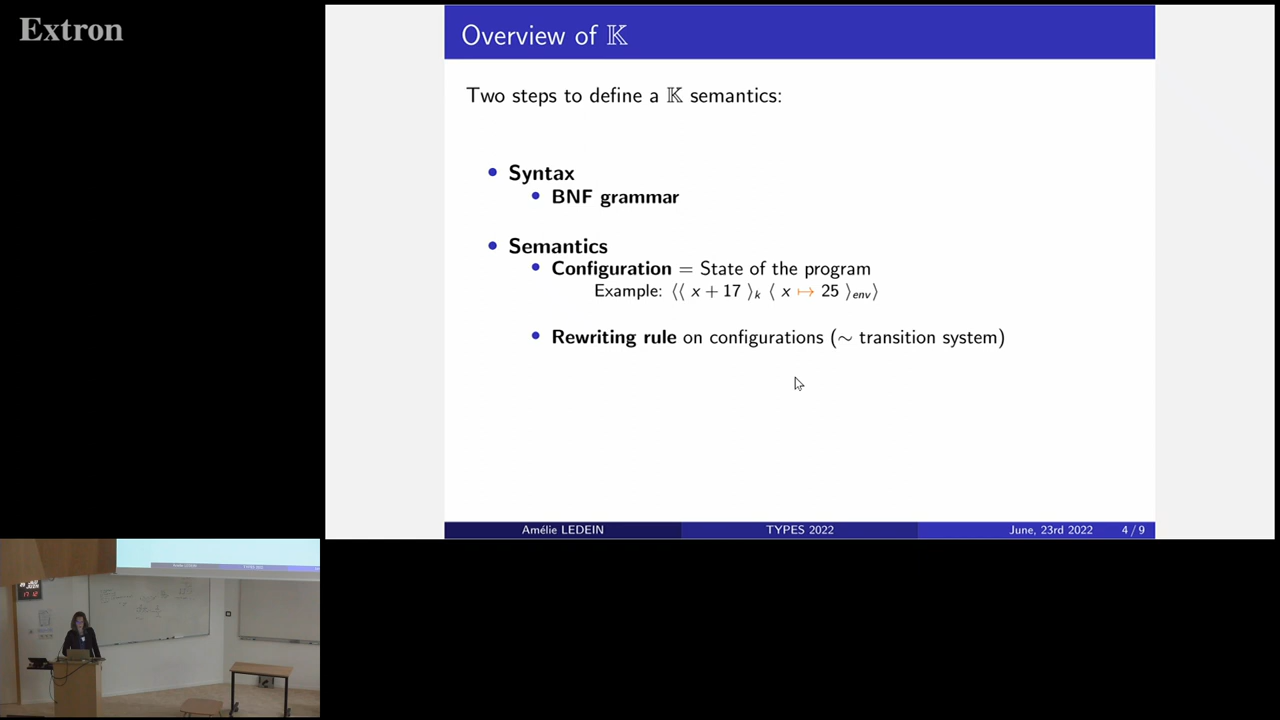 Extron
Overview of 𝕂
Two steps to define a 𝕂 semantics:
• Syntax
• BNF grammar
• Semantics
• Configuration = State of the program
Example: ⟨⟨ x + 17 ⟩k ⟨ x ↦ 25 ⟩env⟩
• Rewriting rule on configurations (∼ transition system)
Amélie LEDEIN TYPES 2022 June, 23rd 2022 4 / 9